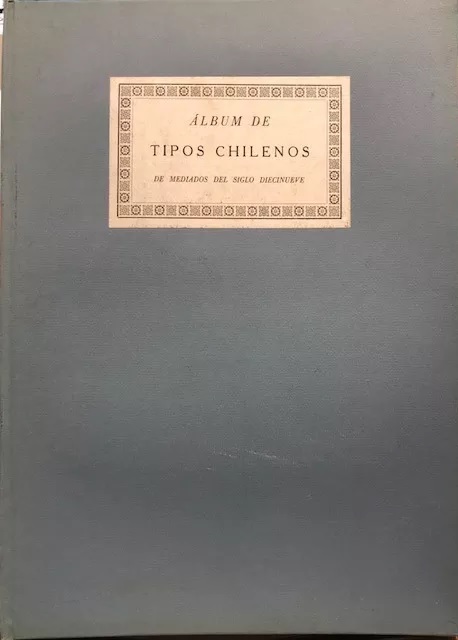 ÁLBUM DE
TIPOS CHILENOS
DE MEDIADOS DEL SIGLO DIECINUEVE